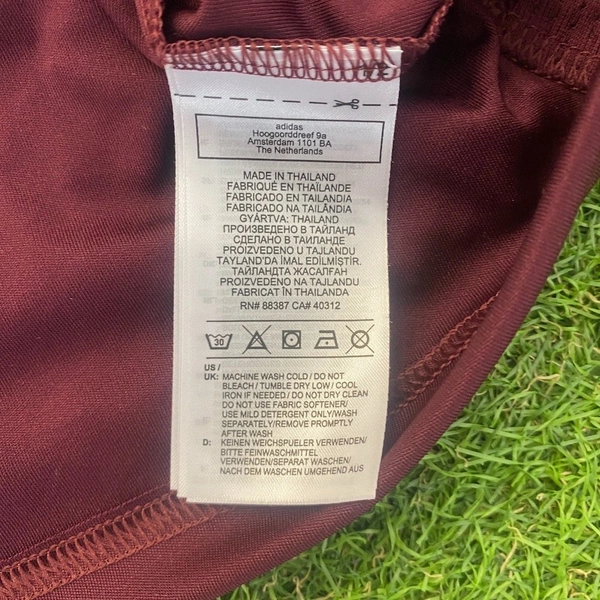 adidas
Hoogoorddreef 9a
Amsterdam 1101 BA
The Netherlands
MADE IN THAILAND
FABRIQUÉ EN THAÏLANDE
FABRICADO EN TAILANDIA
FABRICADO NA TAILÂNDIA
GYÁRTVA: THAILAND
ПРОИЗВЕДЕНО В ТАЙЛАНД
СДЕЛАНО В ТАИЛАНДЕ
PROIZVEDENO U TAJLANDU
TAYLAND'DA İMAL EDİLMİŞTİR.
ТАЙЛАНДТА ЖАСАЛҒАН
PROIZVEDENO NA TAJLANDU
FABRICAT ÎN THAILANDA
RN# 88387 CA# 40312
30
US /
UK: MACHINE WASH COLD / DO NOT
BLEACH / TUMBLE DRY LOW / COOL
IRON IF NEEDED / DO NOT DRY CLEAN
DO NOT USE FABRIC SOFTENER/
USE MILD DETERGENT ONLY/WASH
SEPARATELY/REMOVE PROMPTLY
AFTER WASH
D: KEINEN WEICHSPUELER VERWENDEN/
BITTE FEINWASCHMITTEL
VERWENDEN/SEPARAT WASCHEN/
NACH DEM WASCHEN UMGEHEND AUS